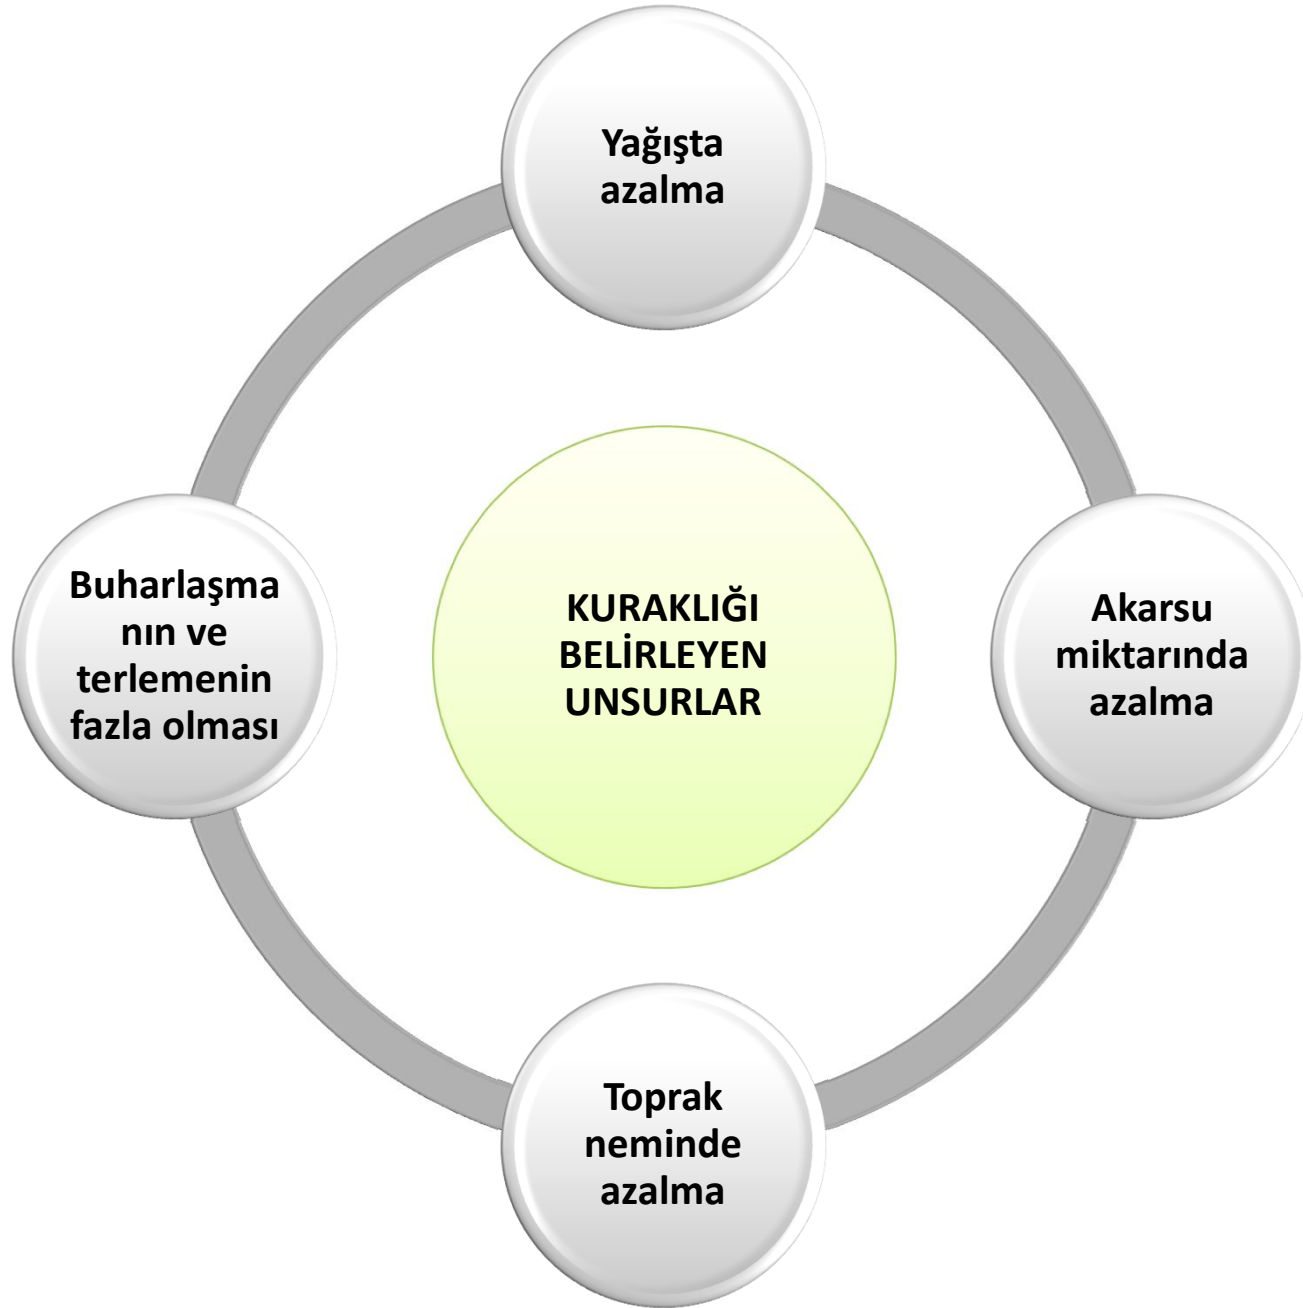 Yağışta
azalma
Buharlaşma
nın ve
terlemenin
fazla olması
KURAKLIĞI
BELİRLEYEN
UNSURLAR
Akarsu
miktarında
azalma
Toprak
neminde
azalma